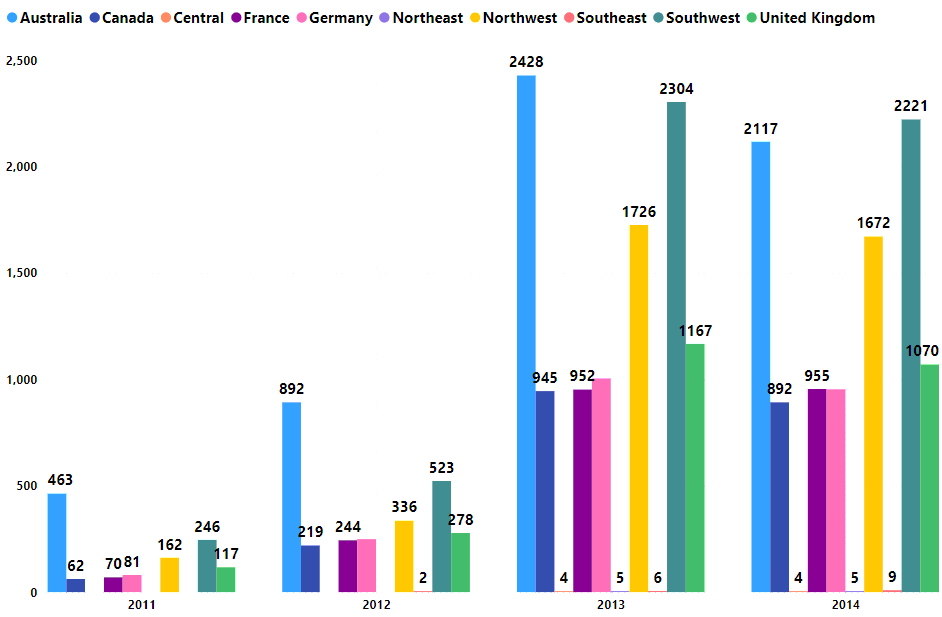 Australia Canada Central France Germany Northeast Northwest Southeast Southwest United Kingdom
2,500
2,000
1,500
1,000
500
0
463 62 70 81 162 246 117
892 219 244 336 2 523 278
2428 945 4 952 5 1726 6 2304 1167
2117 892 4 955 5 1672 9 2221 1070
2011 2012 2013 2014